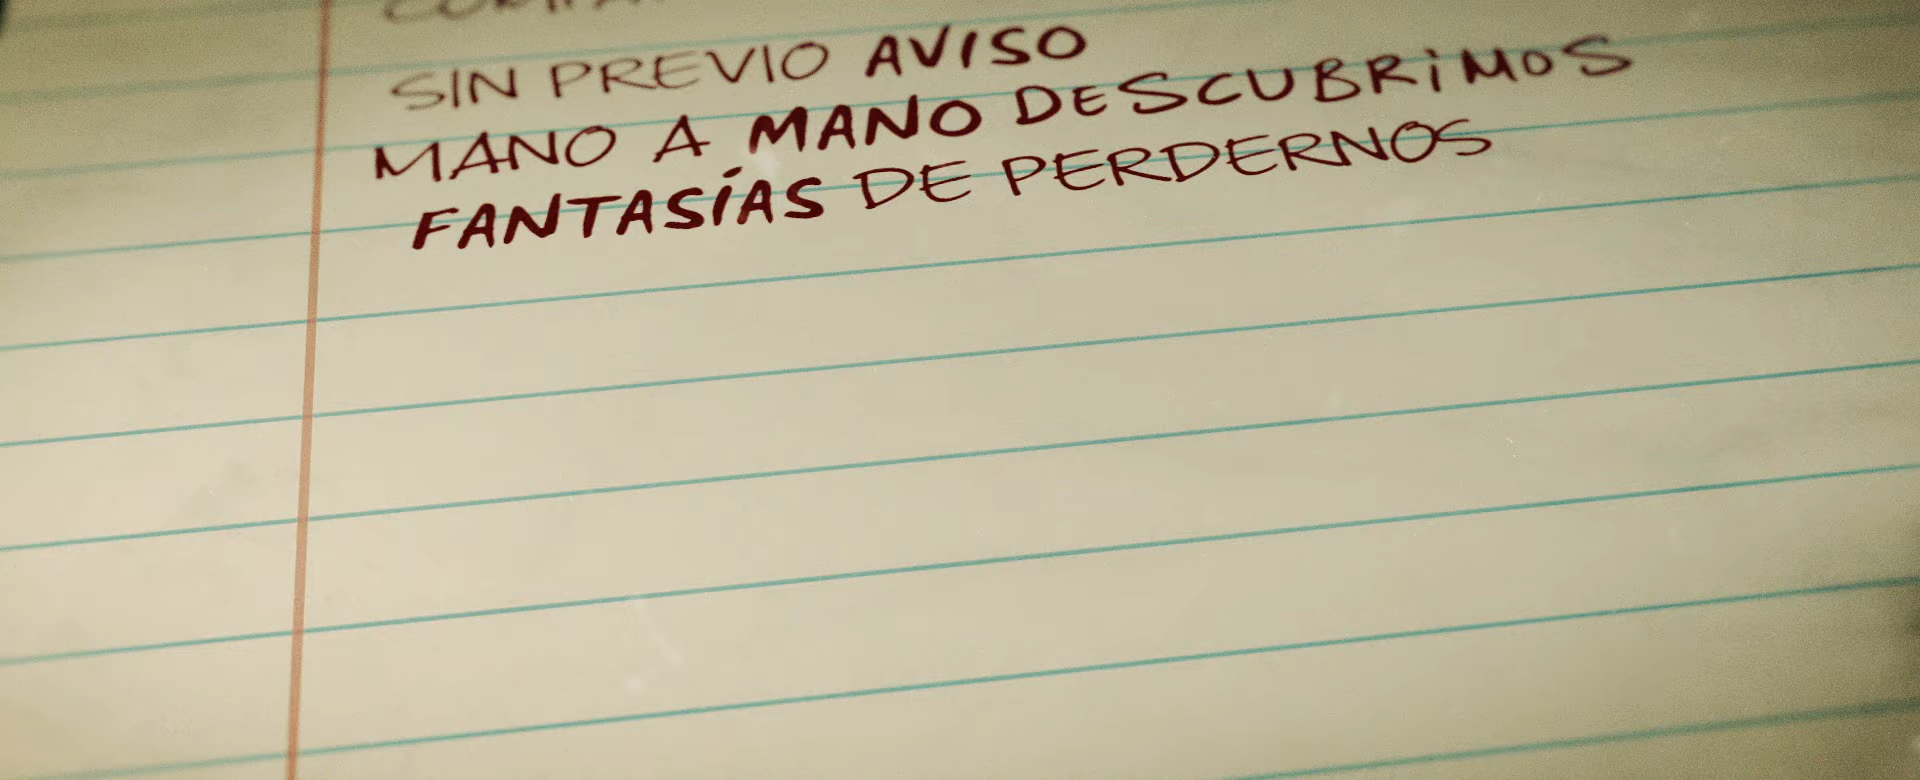 SIN PREVIO AVISO
MANO A MANO DESCUBRIMOS
FANTASÍAS DE PERDERNOS